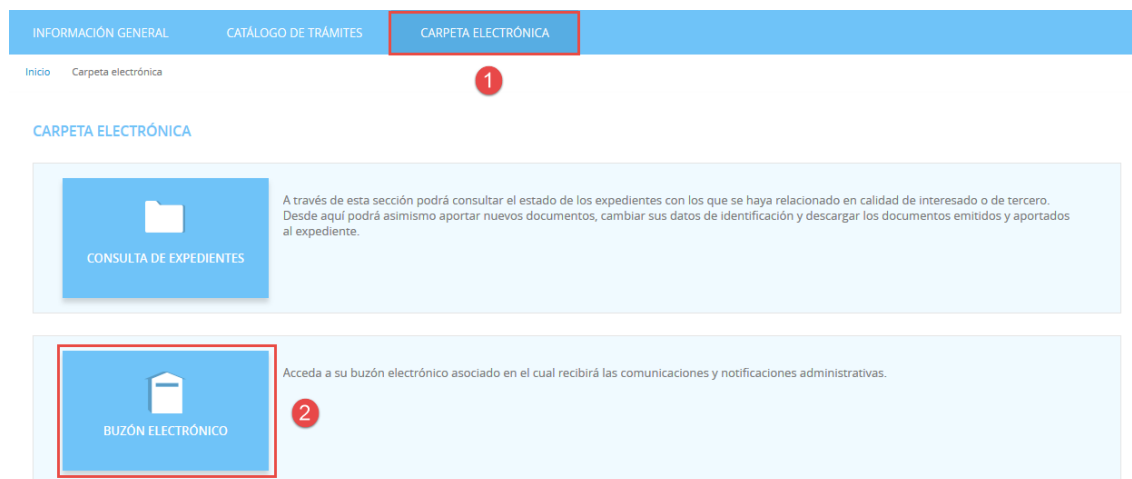 INFORMACIÓN GENERAL CATÁLOGO DE TRÁMITES CARPETA ELECTRÓNICA
Inicio Carpeta electrónica
1
CARPETA ELECTRÓNICA
A través de esta sección podrá consultar el estado de los expedientes con los que se haya relacionado en calidad de interesado o de tercero.
Desde aquí podrá asimismo aportar nuevos documentos, cambiar sus datos de identificación y descargar los documentos emitidos y aportados
al expediente.
CONSULTA DE EXPEDIENTES
Acceda a su buzón electrónico asociado en el cual recibirá las comunicaciones y notificaciones administrativas.
2
BUZÓN ELECTRÓNICO